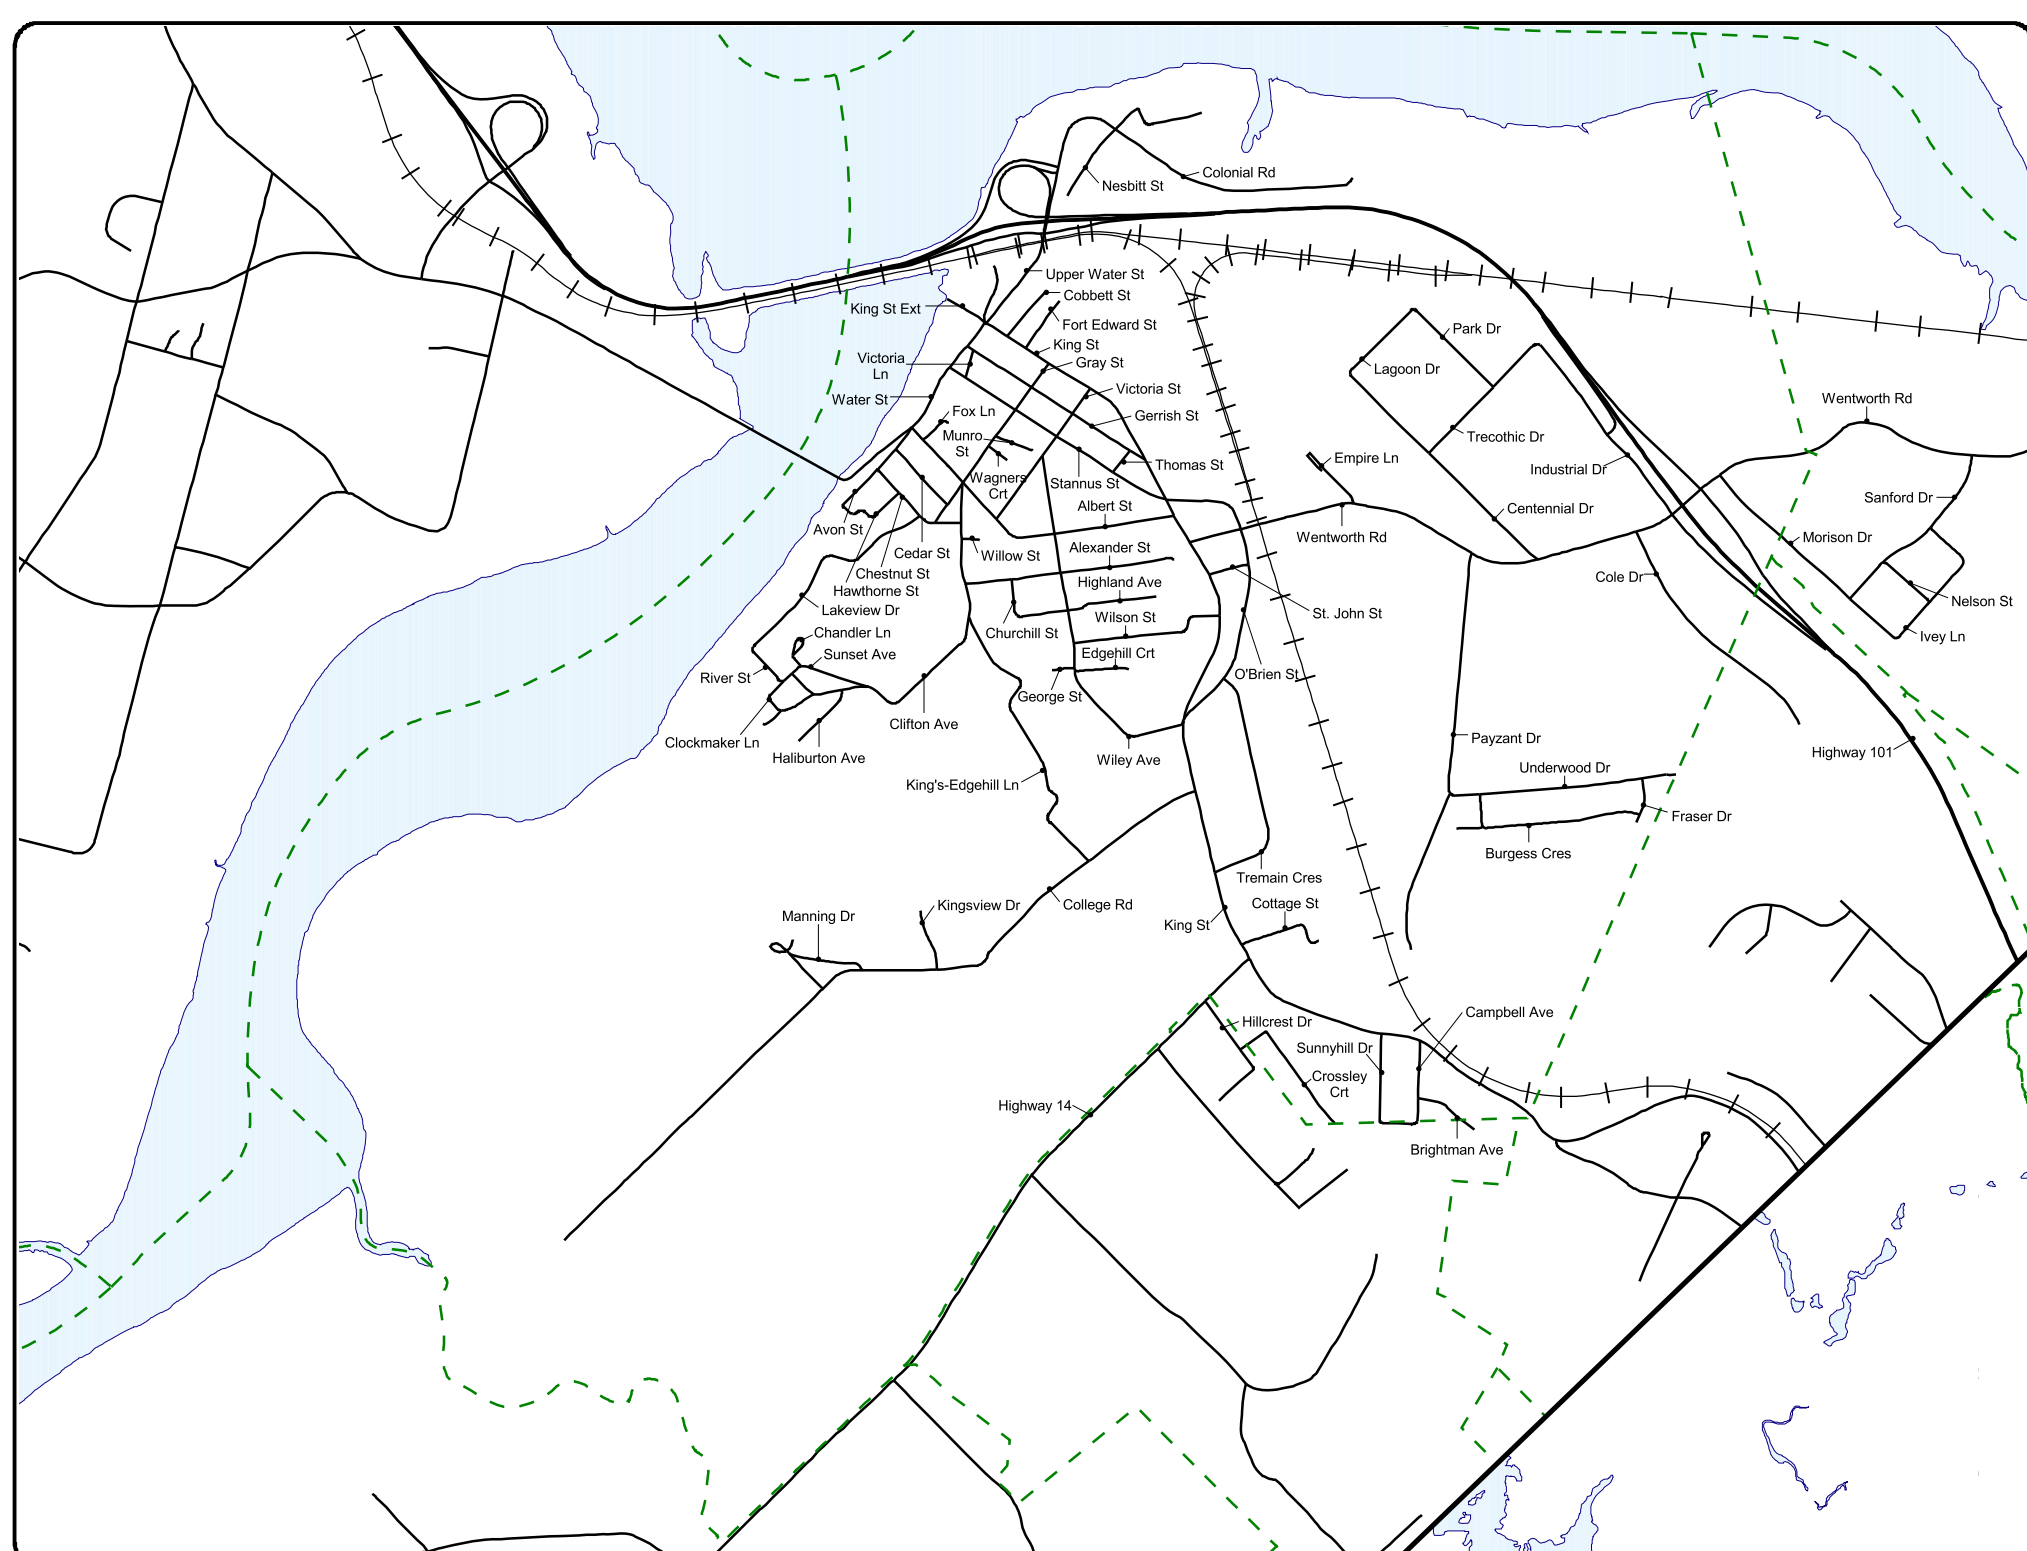 Colonial Rd
Nesbitt St
Upper Water St
Cobbett St
King St Ext
Fort Edward St
Park Dr
King St
Victoria
Ln
Gray St
Lagoon Dr
Victoria St
Water St
Wentworth Rd
Fox Ln
Gerrish St
Munro
St
Trecothic Dr
Empire Ln
Thomas St
Industrial Dr
Wagners
Crt
Stannus St
Sanford Dr
Albert St
Centennial Dr
Avon St
Wentworth Rd
Morison Dr
Cedar St
Willow St
Alexander St
Chestnut St
Cole Dr
Highland Ave
Hawthorne St
Nelson St
Lakeview Dr
Wilson St
St. John St
Chandler Ln
Churchill St
Ivey Ln
Sunset Ave
Edgehill Crt
River St
O'Brien St
George St
Clifton Ave
Payzant Dr
Clockmaker Ln
Highway 101
Haliburton Ave
Wiley Ave
Underwood Dr
King's-Edgehill Ln
Fraser Dr
Burgess Cres
Tremain Cres
Kingsview Dr
College Rd
Cottage St
Manning Dr
King St
Campbell Ave
Hillcrest Dr
Sunnyhill Dr
Crossley
Crt
Highway 14
Brightman Ave